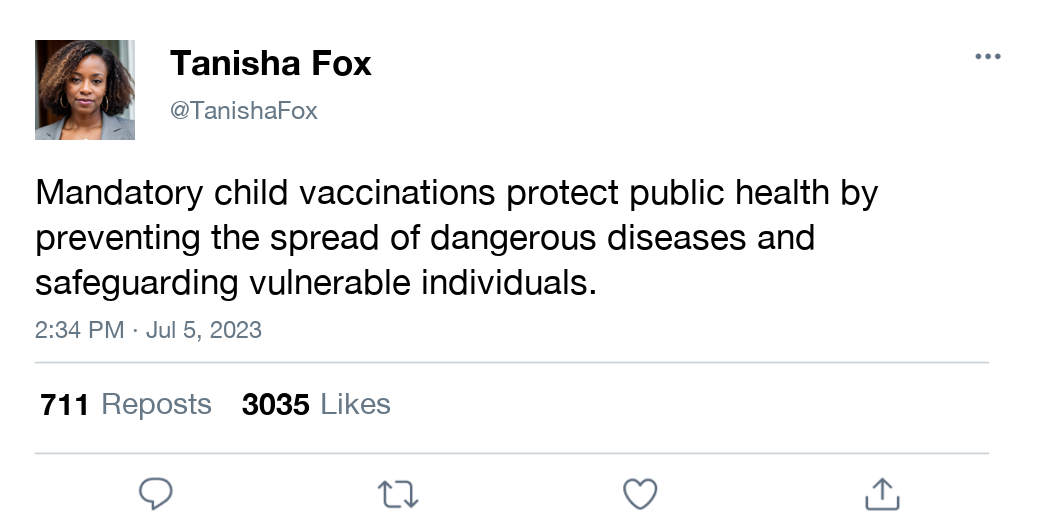 Tanisha Fox
@TanishaFox
Mandatory child vaccinations protect public health by
preventing the spread of dangerous diseases and
safeguarding vulnerable individuals.
2:34 PM · Jul 5, 2023
711 Reposts 3035 Likes